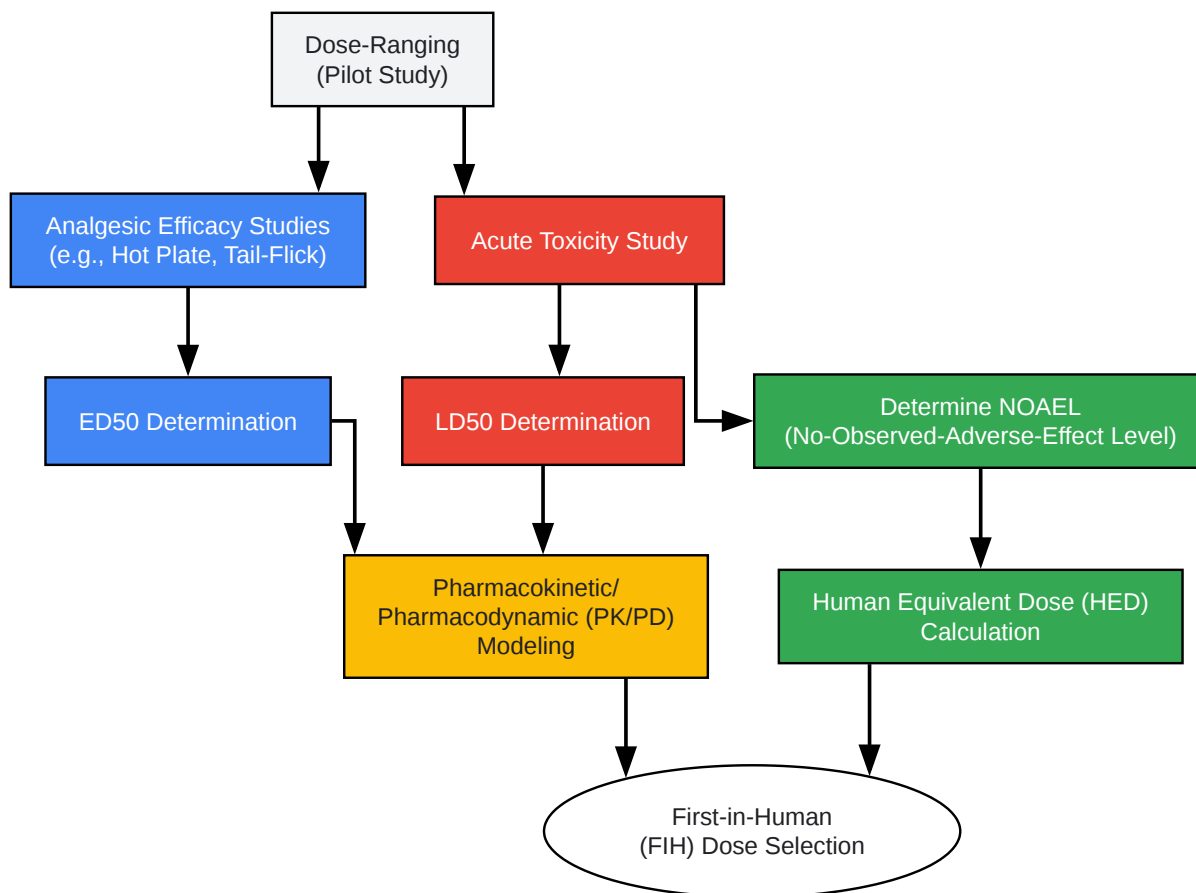 Dose-Ranging
(Pilot Study)
Analgesic Efficacy Studies
(e.g., Hot Plate, Tail-Flick)
Acute Toxicity Study
ED50 Determination
LD50 Determination
Determine NOAEL
(No-Observed-Adverse-Effect Level)
Pharmacokinetic/
Pharmacodynamic (PK/PD)
Modeling
Human Equivalent Dose (HED)
Calculation
First-in-Human
(FIH) Dose Selection